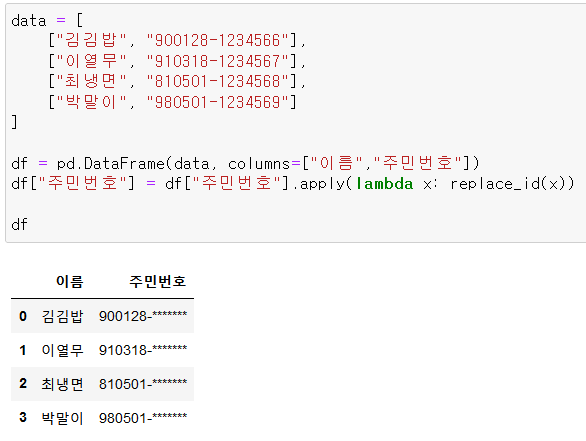 data = [
["김김밥", "900128-1234566"],
["이열무", "910318-1234567"],
["최냉면", "810501-1234568"],
["박말이", "980501-1234569"]
]
df = pd.DataFrame(data, columns=["이름","주민번호"])
df["주민번호"] = df["주민번호"].apply(lambda x: replace_id(x))
df
이름 주민번호
0 김김밥 900128-*******
1 이열무 910318-*******
2 최냉면 810501-*******
3 박말이 980501-*******